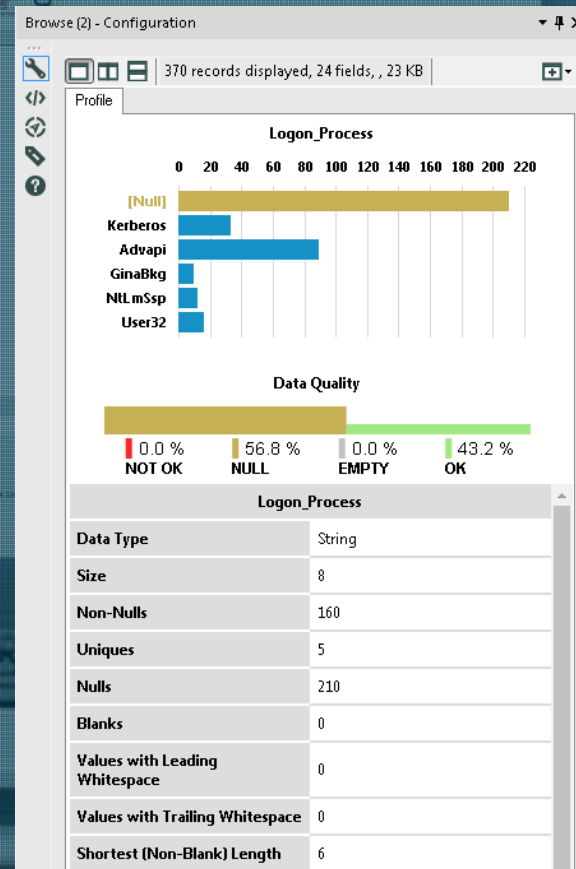 Browse (2) - Configuration
370 records displayed, 24 fields, , 23 KB
Profile
Logon_Process
0 20 40 60 80 100 120 140 160 180 200 220
[Null]
Kerberos
Advapi
GinaBkg
NtLmSsp
User32
Data Quality
0.0 % 56.8 % 0.0 % 43.2 %
NOT OK NULL EMPTY OK
Logon_Process
Data Type String
Size 8
Non-Nulls 160
Uniques 5
Nulls 210
Blanks 0
Values with Leading
Whitespace 0
Values with Trailing Whitespace 0
Shortest (Non-Blank) Length 6